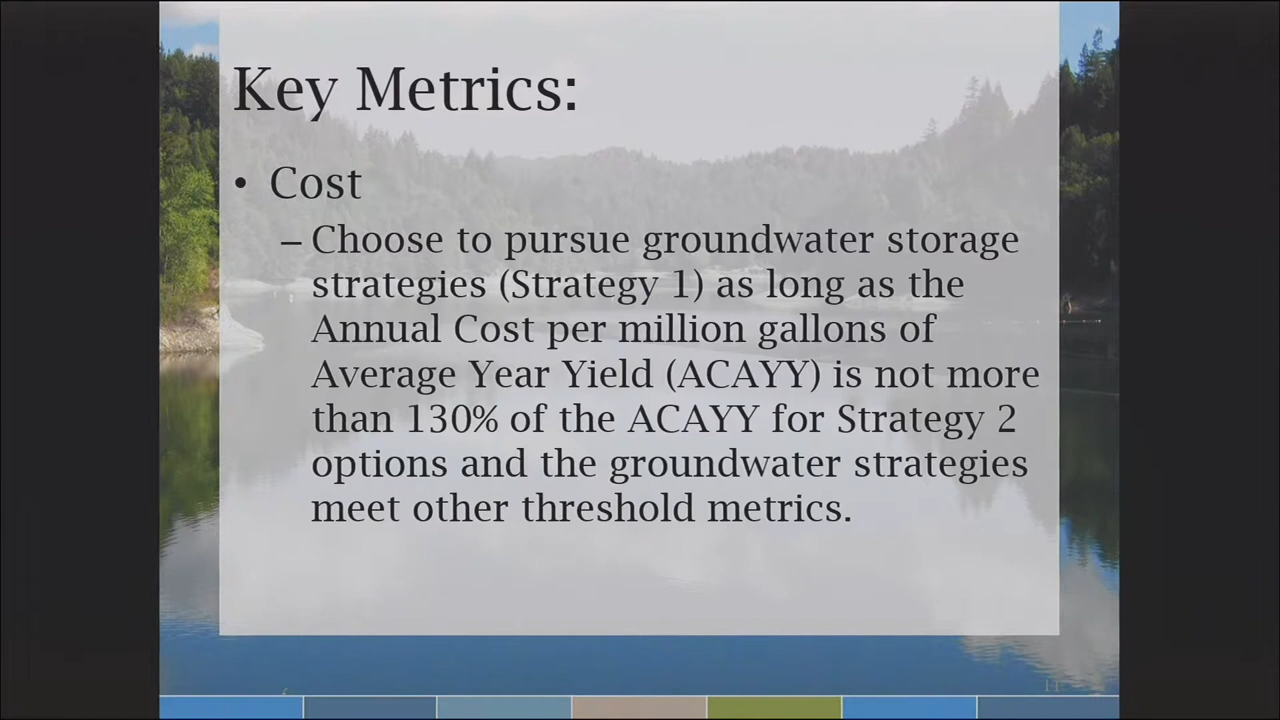 Key Metrics:
• Cost
– Choose to pursue groundwater storage
strategies (Strategy 1) as long as the
Annual Cost per million gallons of
Average Year Yield (ACAYY) is not more
than 130% of the ACAYY for Strategy 2
options and the groundwater strategies
meet other threshold metrics.
11